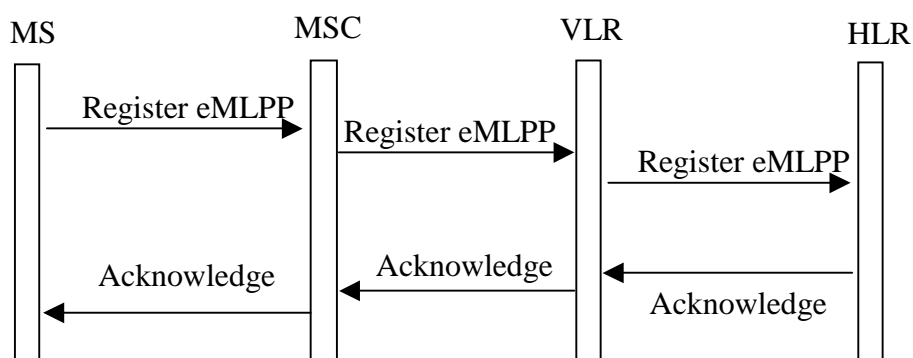 MS MSC VLR HLR
Register eMLPP
Register eMLPP
Register eMLPP
Acknowledge
Acknowledge
Acknowledge